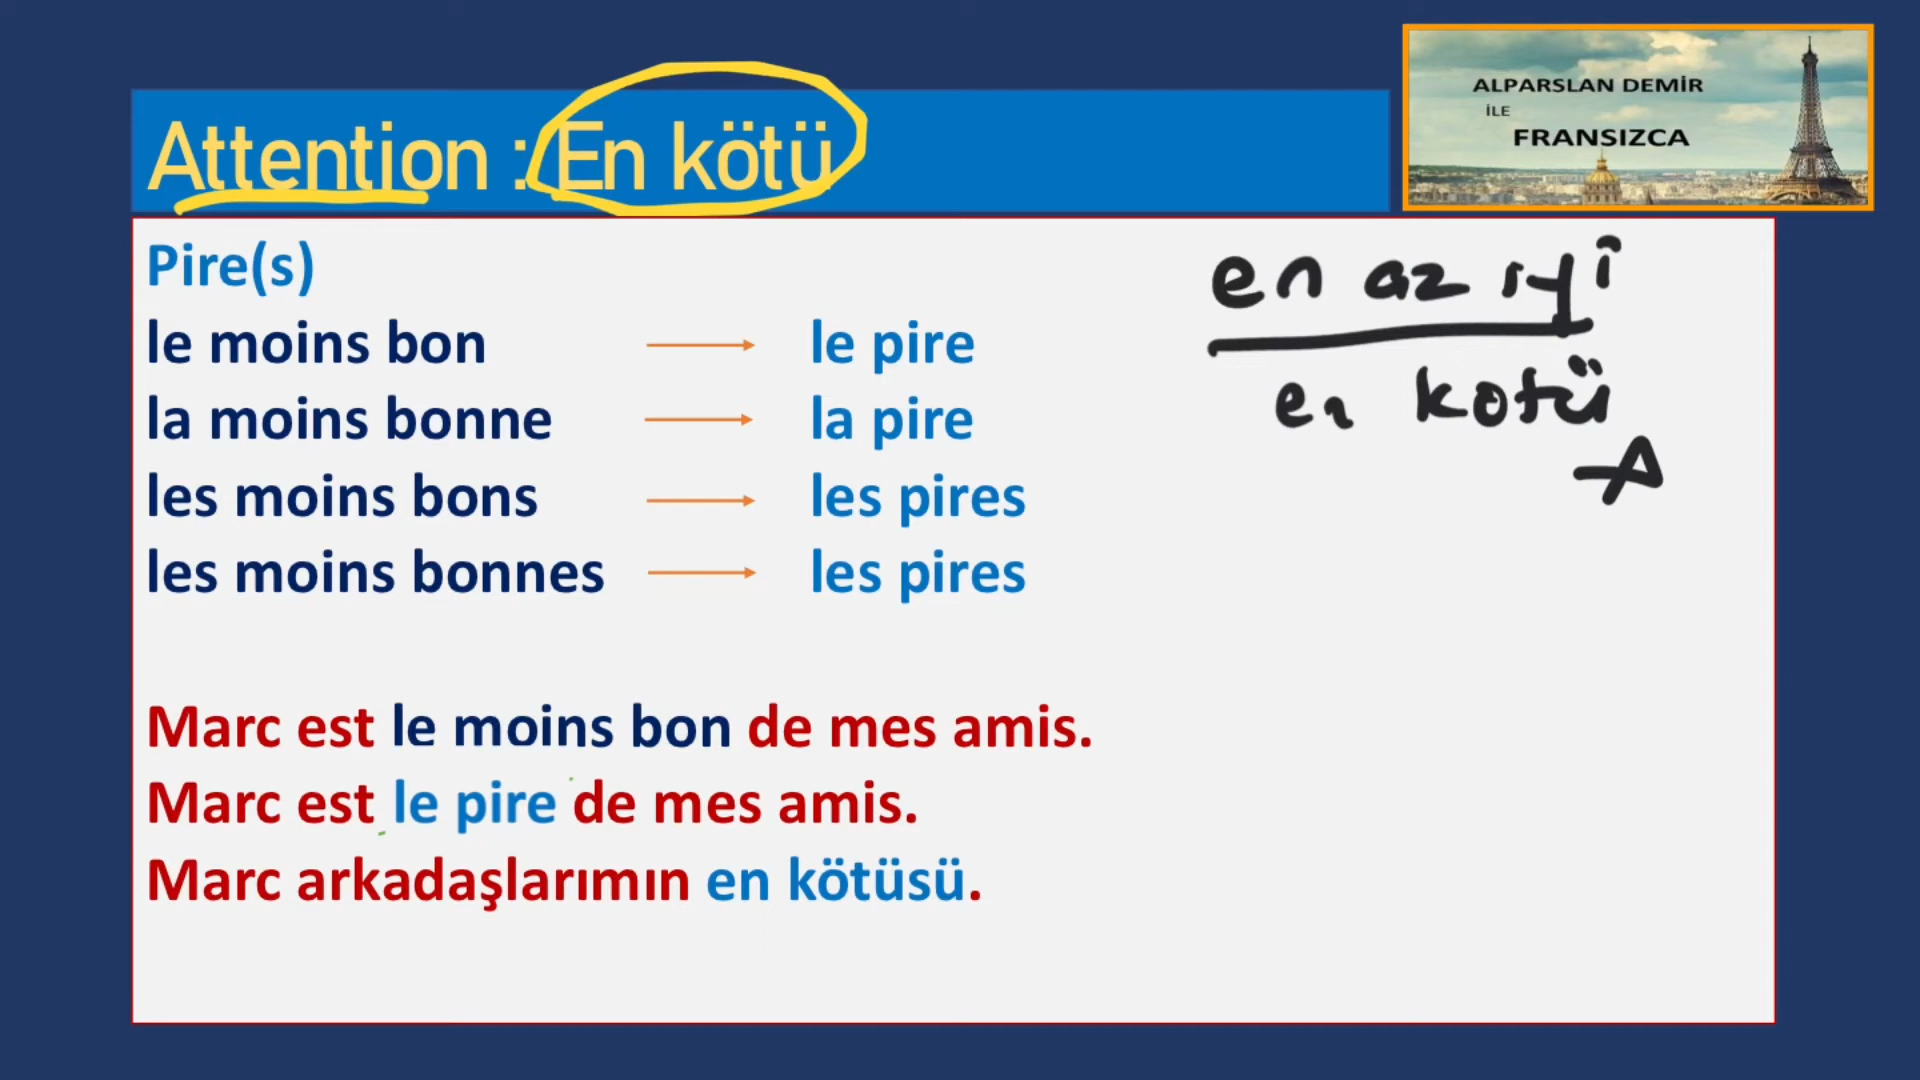 ALPARSLAN DEMİR
İLE
FRANSIZCA
Attention : En kötü
Pire(s)
le moins bon → le pire
la moins bonne → la pire
les moins bons → les pires
les moins bonnes → les pires
en az iyi
en kötü
Marc est le moins bon de mes amis.
Marc est le pire de mes amis.
Marc arkadaşlarımın en kötüsü.